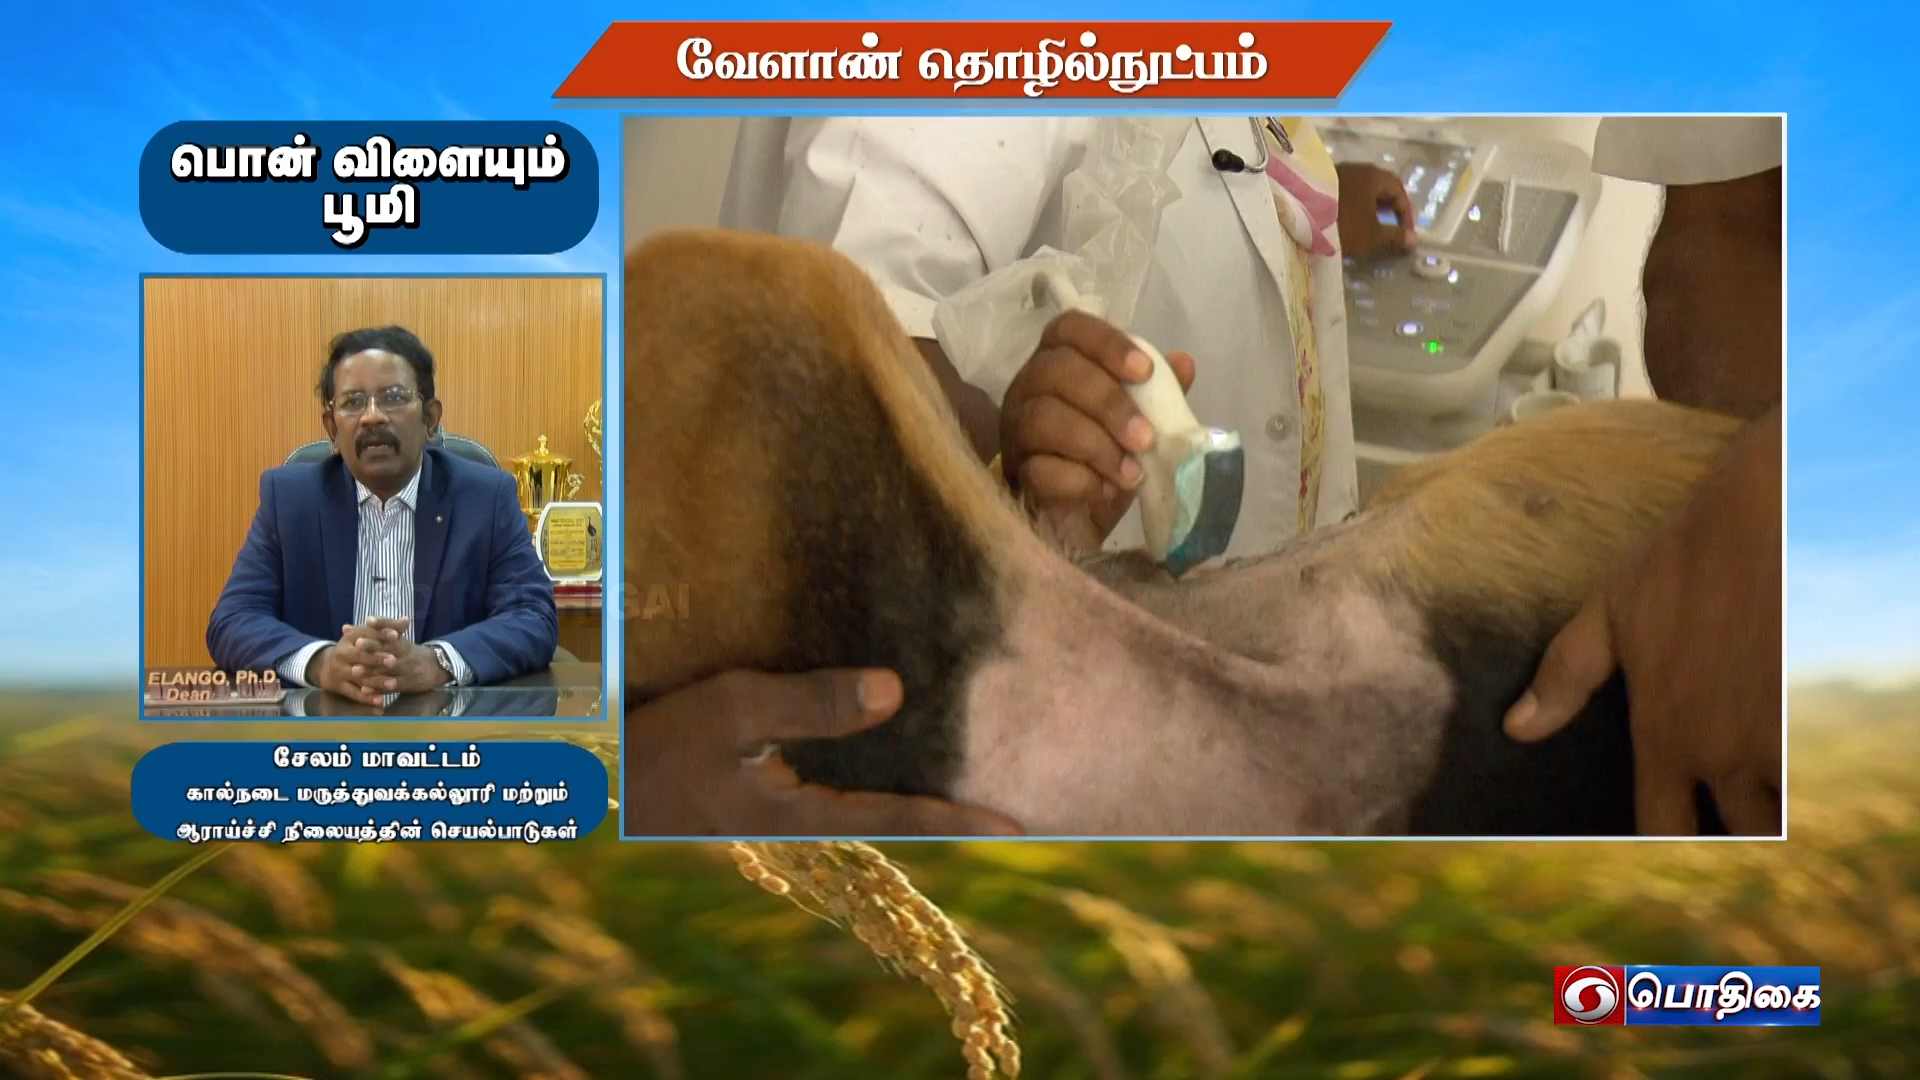 வேளாண் தொழில்நுட்பம்
பொன் விளையும்
பூமி
ELANGO, Ph.D.
Dean
சேலம் மாவட்டம்
கால்நடை மருத்துவக்கல்லூரி மற்றும்
ஆராய்ச்சி நிலையத்தின் செயல்பாடுகள்
பொதிகை